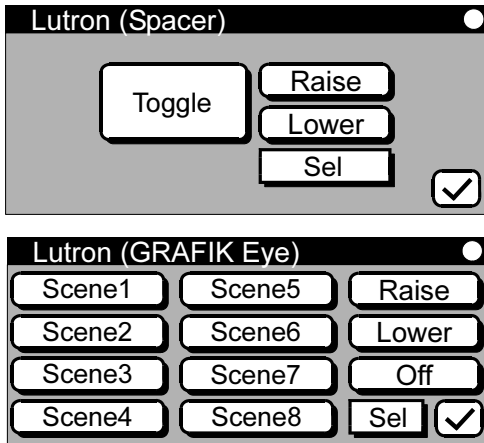 Lutron (Spacer)
Toggle
Raise
Lower
Sel
Lutron (GRAFIK Eye)
Scene1 Scene5 Raise
Scene2 Scene6 Lower
Scene3 Scene7 Off
Scene4 Scene8 Sel